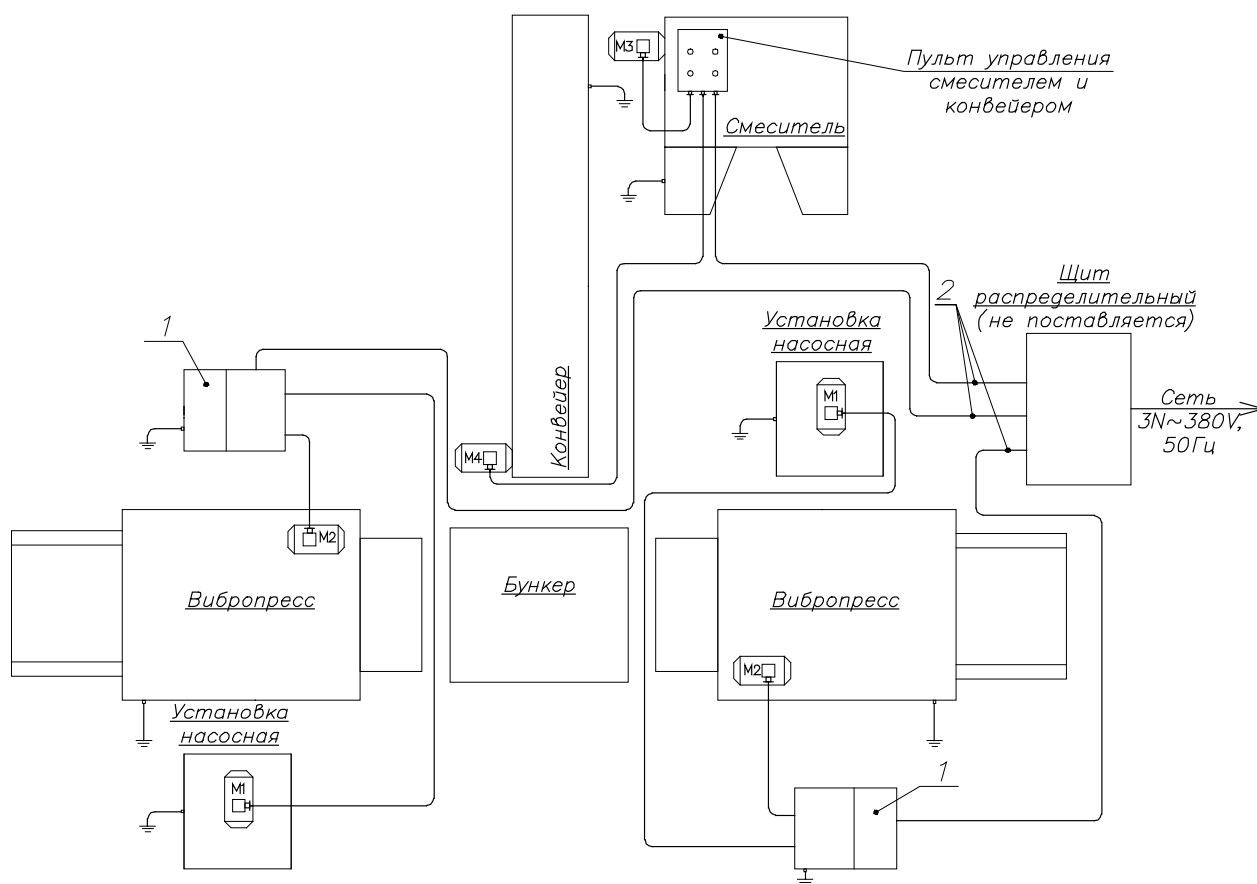 М3
Пульт управления
смесителем и
конвейером
Смеситель
Щит
распределительный
(не поставляется)
2
Установка
насосная
1
М1
Сеть
3N~380V,
50Гц
Конвейер
М4
М2
Вибропресс
Бункер
Вибропресс
М2
Установка
насосная
М1
1